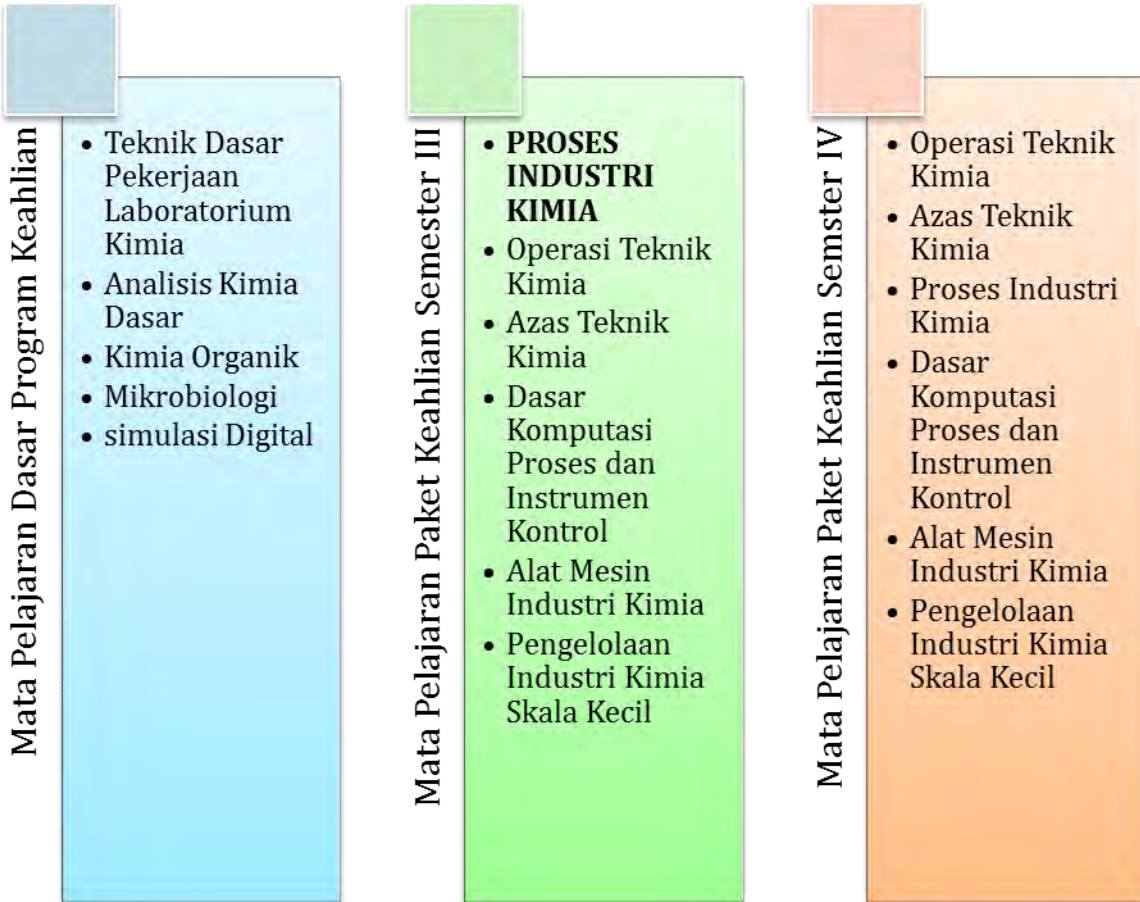 Mata Pelajaran Dasar Program Keahlian
• Teknik Dasar
Pekerjaan
Laboratorium
Kimia
• Analisis Kimia
Dasar
• Kimia Organik
• Mikrobiologi
• simulasi Digital
Mata Pelajaran Paket Keahlian Semester III
• PROSES
INDUSTRI
KIMIA
• Operasi Teknik
Kimia
• Azas Teknik
Kimia
• Dasar
Komputasi
Proses dan
Instrumen
Kontrol
• Alat Mesin
Industri Kimia
• Pengelolaan
Industri Kimia
Skala Kecil
Mata Pelajaran Paket Keahlian Semster IV
• Operasi Teknik
Kimia
• Azas Teknik
Kimia
• Proses Industri
Kimia
• Dasar
Komputasi
Proses dan
Instrumen
Kontrol
• Alat Mesin
Industri Kimia
• Pengelolaan
Industri Kimia
Skala Kecil